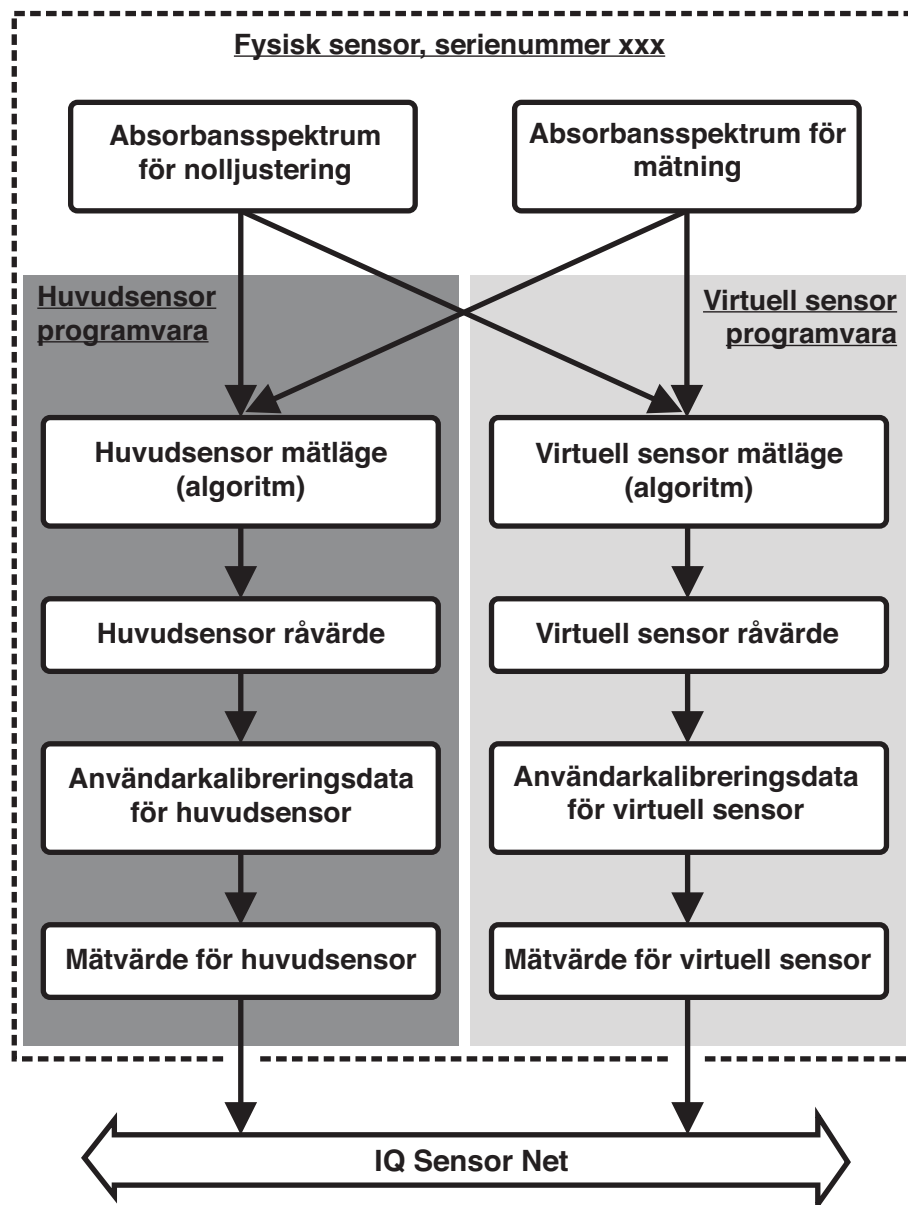 Fysisk sensor, serienummer xxx
Absorbansspektrum
för nolljustering
Absorbansspektrum för
mätning
Huvudsensor
programvara
Virtuell sensor
programvara
Huvudsensor mätläge
(algoritm)
Virtuell sensor mätläge
(algoritm)
Huvudsensor råvärde
Virtuell sensor råvärde
Användarkalibreringsdata
för huvudsensor
Användarkalibreringsdata
för virtuell sensor
Mätvärde för huvudsensor
Mätvärde för virtuell sensor
IQ Sensor Net